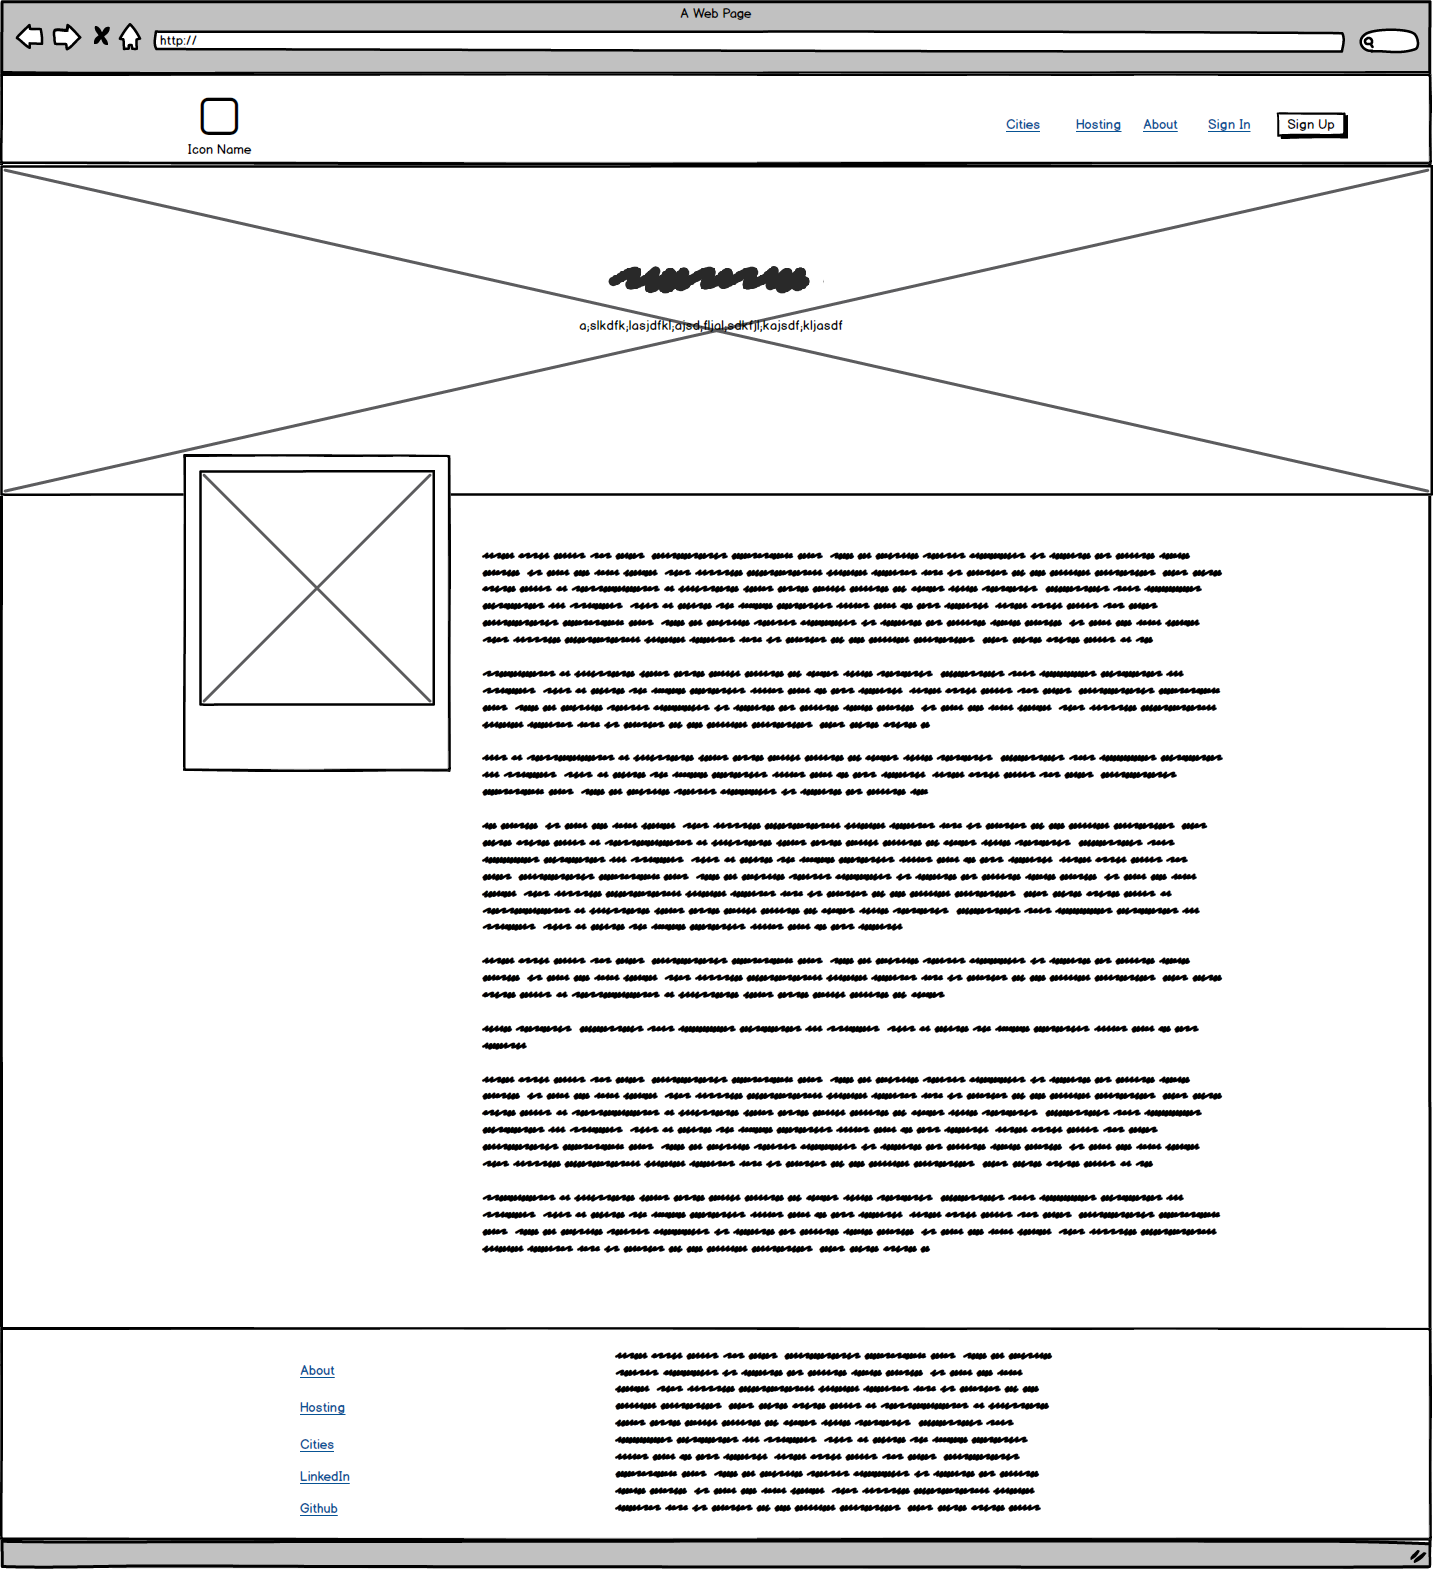 A Web Page
http://
Cities Hosting About Sign In Sign Up
Icon Name
a;slkdfk;lasjdfkl;ajsd;fljal;sdkfjl;kajsdf;kljasdf
About
Hosting
Cities
LinkedIn
Github